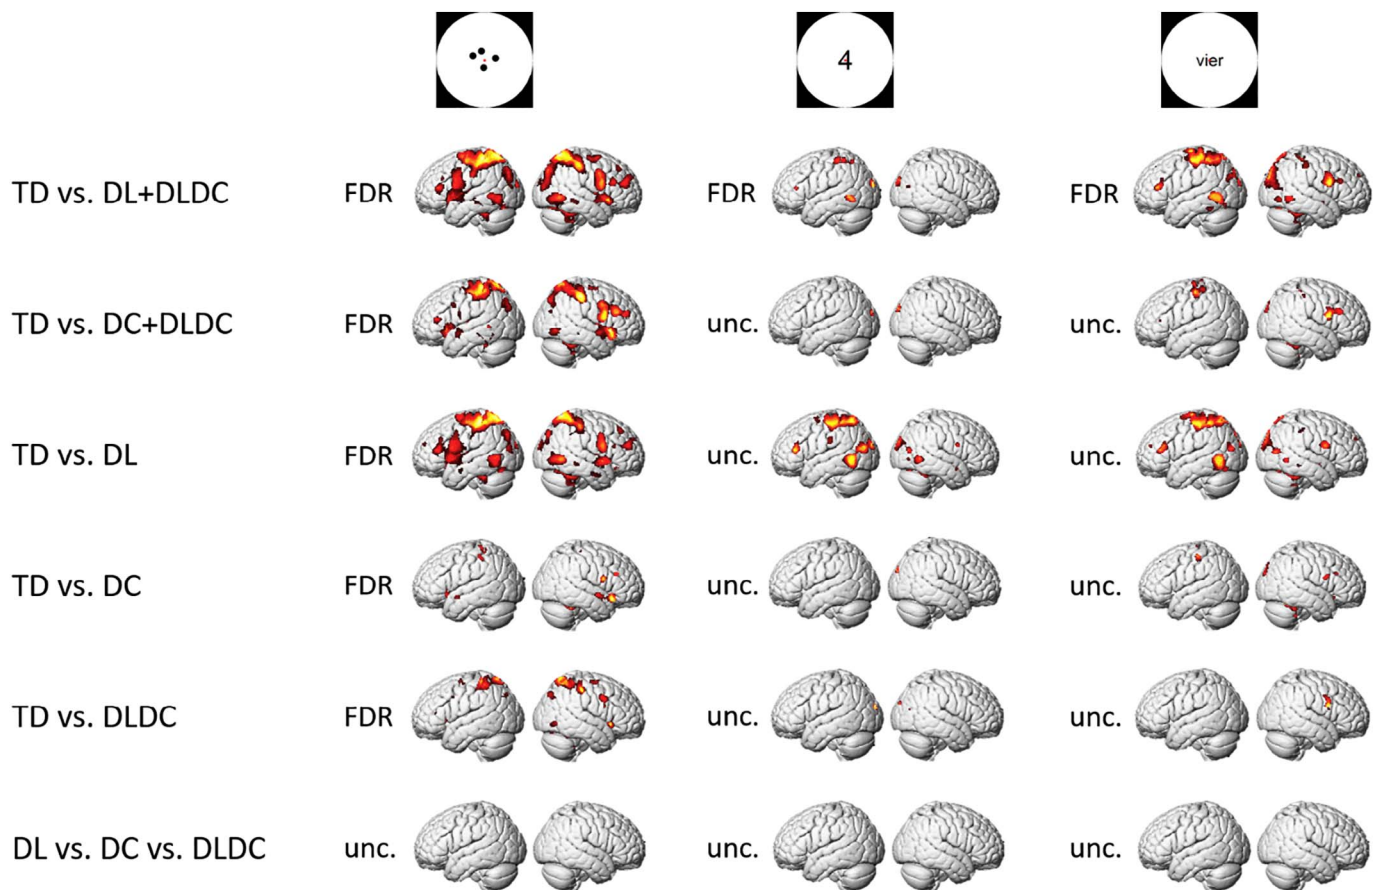 4 vier
TD vs. DL+DLDC FDR FDR FDR
TD vs. DC+DLDC FDR unc. unc.
TD vs. DL FDR unc. unc.
TD vs. DC FDR unc. unc.
TD vs. DLDC FDR unc. unc.
DL vs. DC vs. DLDC unc. unc. unc.